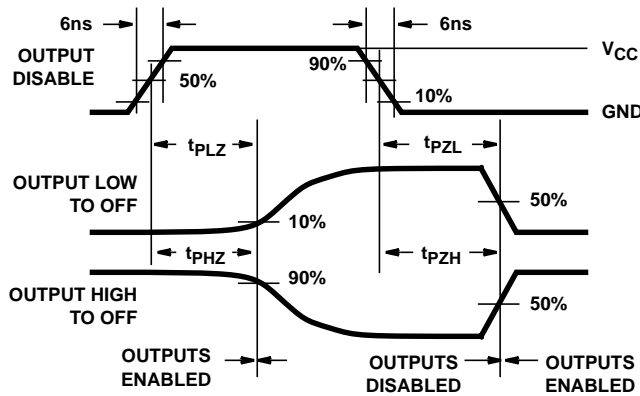 6ns
6ns
OUTPUT
DISABLE
50%
90%
10%
VCC
GND
tPLZ
tPZL
OUTPUT LOW
TO OFF
10%
50%
tPHZ
tPZH
OUTPUT HIGH
TO OFF
90%
50%
OUTPUTS
ENABLED
OUTPUTS
DISABLED
OUTPUTS
ENABLED